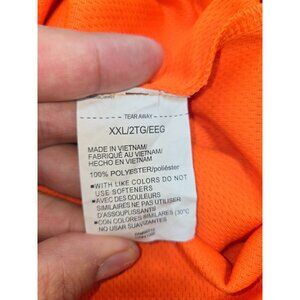 TEAR AWAY
XXL/2TG/EEG
MADE IN VIETNAM/
FABRIQUÉ AU VIETNAM/
HECHO EN VIETNAM
100% POLYESTER/poliéster
■WITH LIKE COLORS DO NOT
USE SOFTENERS
■AVEC DES COULEURS
SIMILAIRES NE PAS UTILISER
D'ASSOUPLISSANTS
■CON COLORES SIMILARES (30°C)
NO USAR SUAVIZANTES